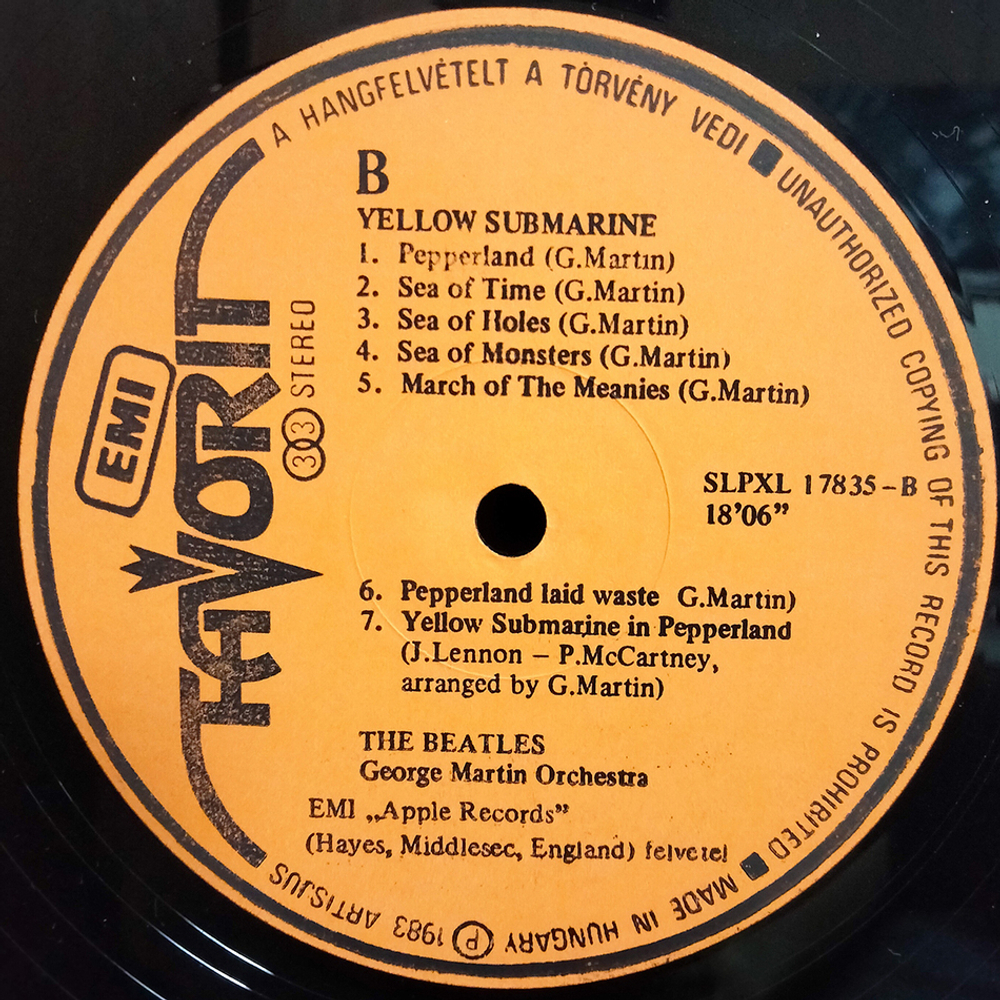 A HANGFELVÉTELT A TÖRVÉNY VÉDI ■ UNAUTHORIZED COPYING OF THIS RECORD IS PROHIBITED ■ MADE IN HUNGARY Ⓟ 1983 ARTISJUS
EMI
FAVORIT
33 STEREO
B
YELLOW SUBMARINE
1. Pepperland (G.Martin)
2. Sea of Time (G.Martin)
3. Sea of Holes (G.Martin)
4. Sea of Monsters (G.Martin)
5. March of The Meanies (G.Martin)
SLPXL 17835-B
18'06”
6. Pepperland laid waste G.Martin)
7. Yellow Submarine in Pepperland
(J.Lennon – P.McCartney,
arranged by G.Martin)
THE BEATLES
George Martin Orchestra
EMI „Apple Records”
(Hayes, Middlesec, England) felvetel